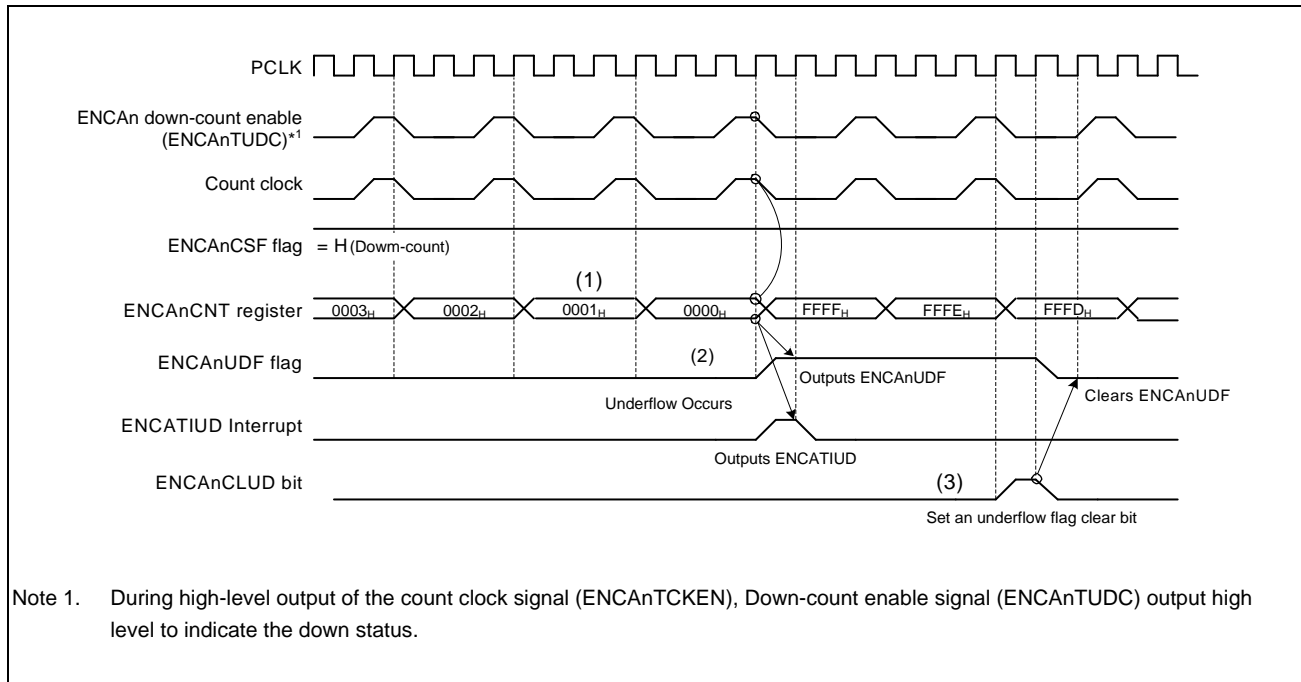 PCLK
ENCAn down-count enable
(ENCAnTUDC)*1
Count clock
ENCAnCSF flag = H (Dowm-count)
(1)
ENCAnCNT register 0003H 0002H 0001H 0000H FFFFH FFFEH FFFDH
(2)
ENCAnUDF flag
Outputs ENCAnUDF
Clears ENCAnUDF
Underflow Occurs
ENCATIUD Interrupt
Outputs ENCATIUD
ENCAnCLUD bit
(3)
Set an underflow flag clear bit
Note 1. During high-level output of the count clock signal (ENCAnTCKEN), Down-count enable signal (ENCAnTUDC) output high
level to indicate the down status.